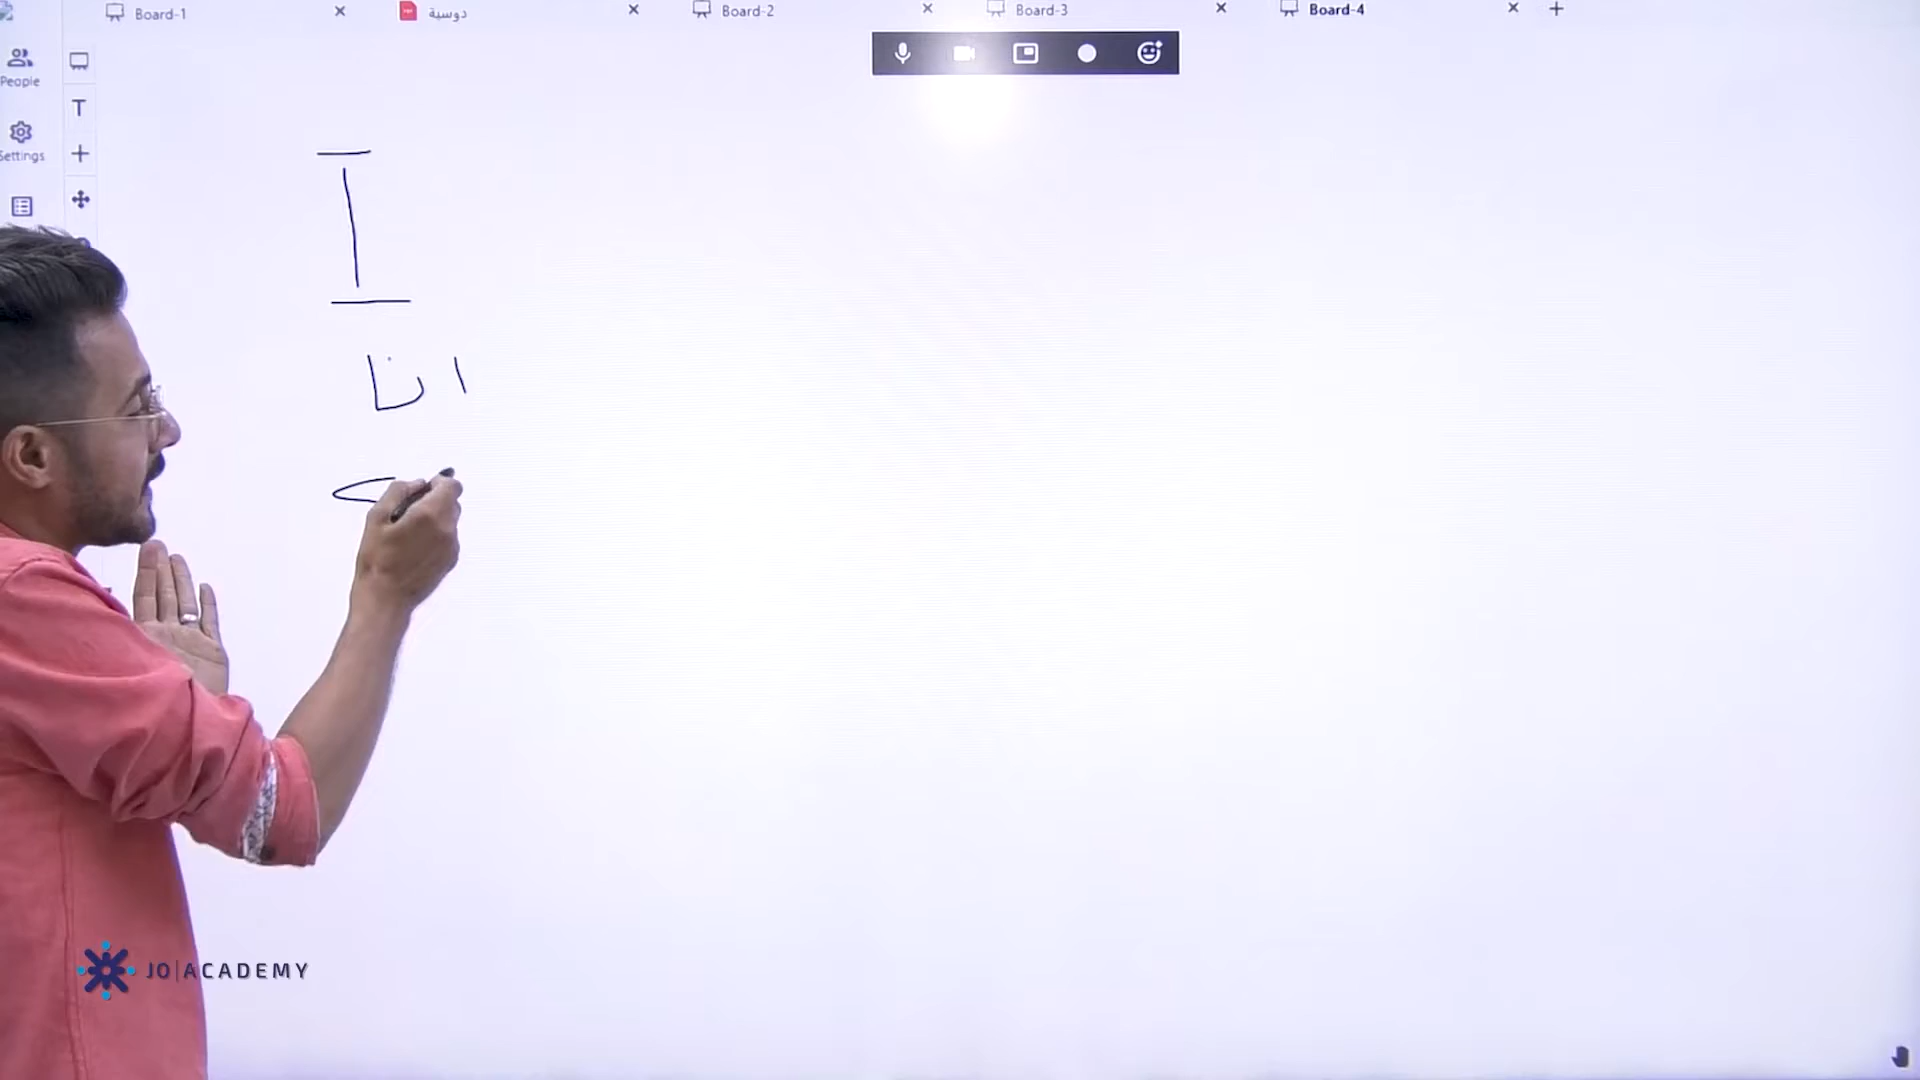 Board-1 دوسية Board-2 Board-3 Board-4
People
T
Settings
I
انا
JO|ACADEMY